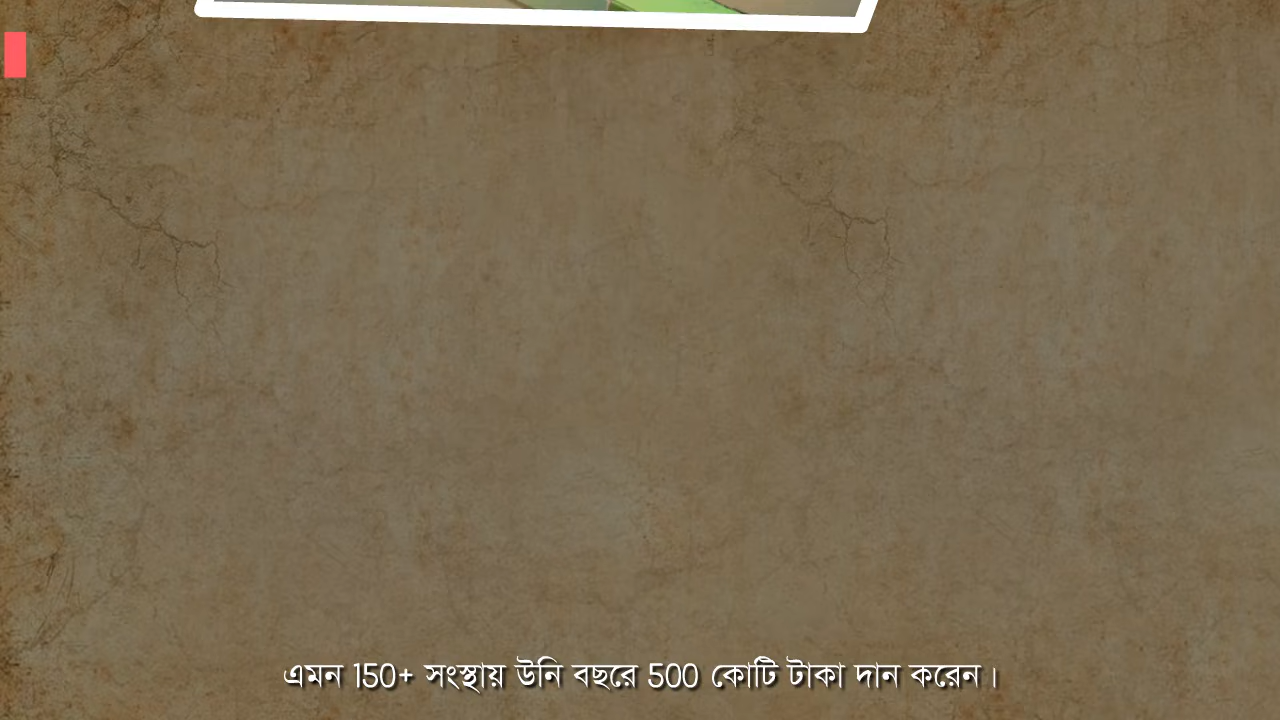 এমন 150+ সংস্থায় উনি বছরে 500 কোটি টাকা দান করেন।